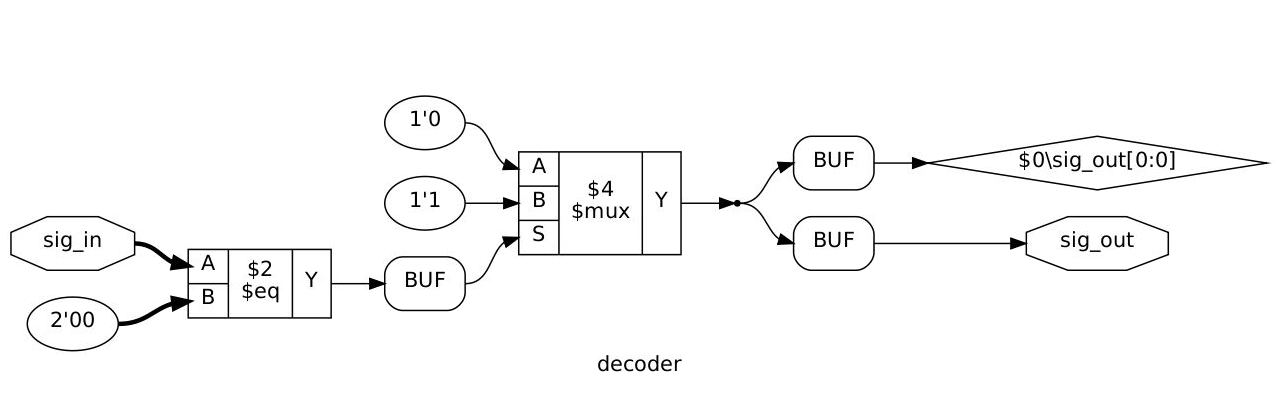 sig_in
2'00
A
B
$2
$eq
Y
BUF
1'0
1'1
A
B
S
$4
$mux
Y
BUF
$0\sig_out[0:0]
BUF
sig_out
decoder